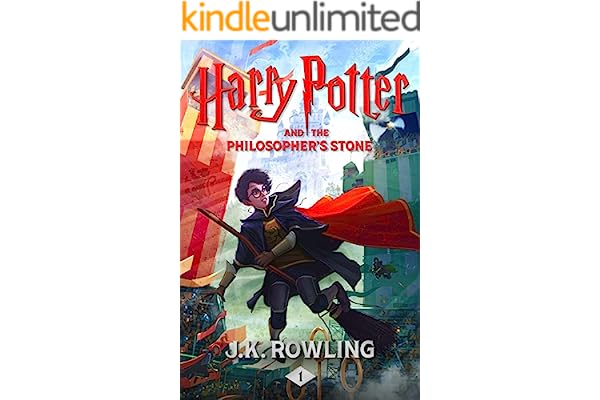 kindleunlimited
Harry Potter
AND THE
PHILOSOPHER'S STONE
J.K. ROWLING
1